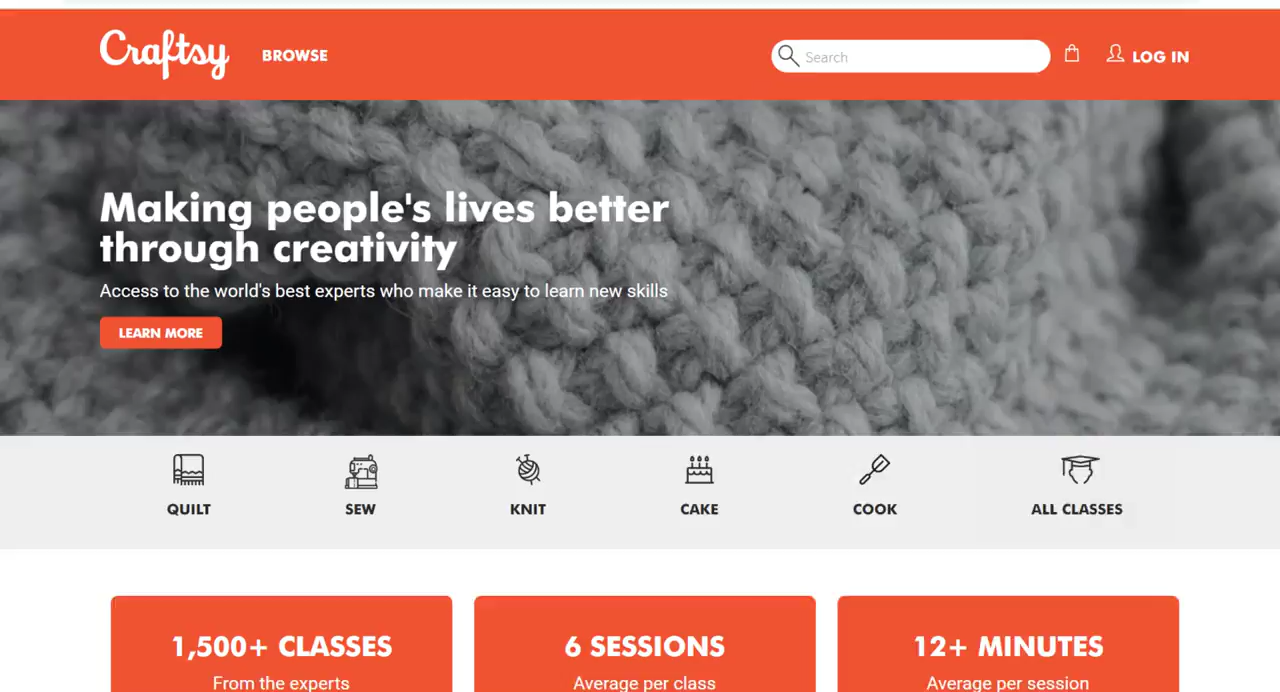 Craftsy
BROWSE
Search
LOG IN
Making people's lives better
through creativity
Access to the world's best experts who make it easy to learn new skills
LEARN MORE
QUILT
SEW
KNIT
CAKE
COOK
ALL CLASSES
1,500+ CLASSES
From the experts
6 SESSIONS
Average per class
12+ MINUTES
Average per session